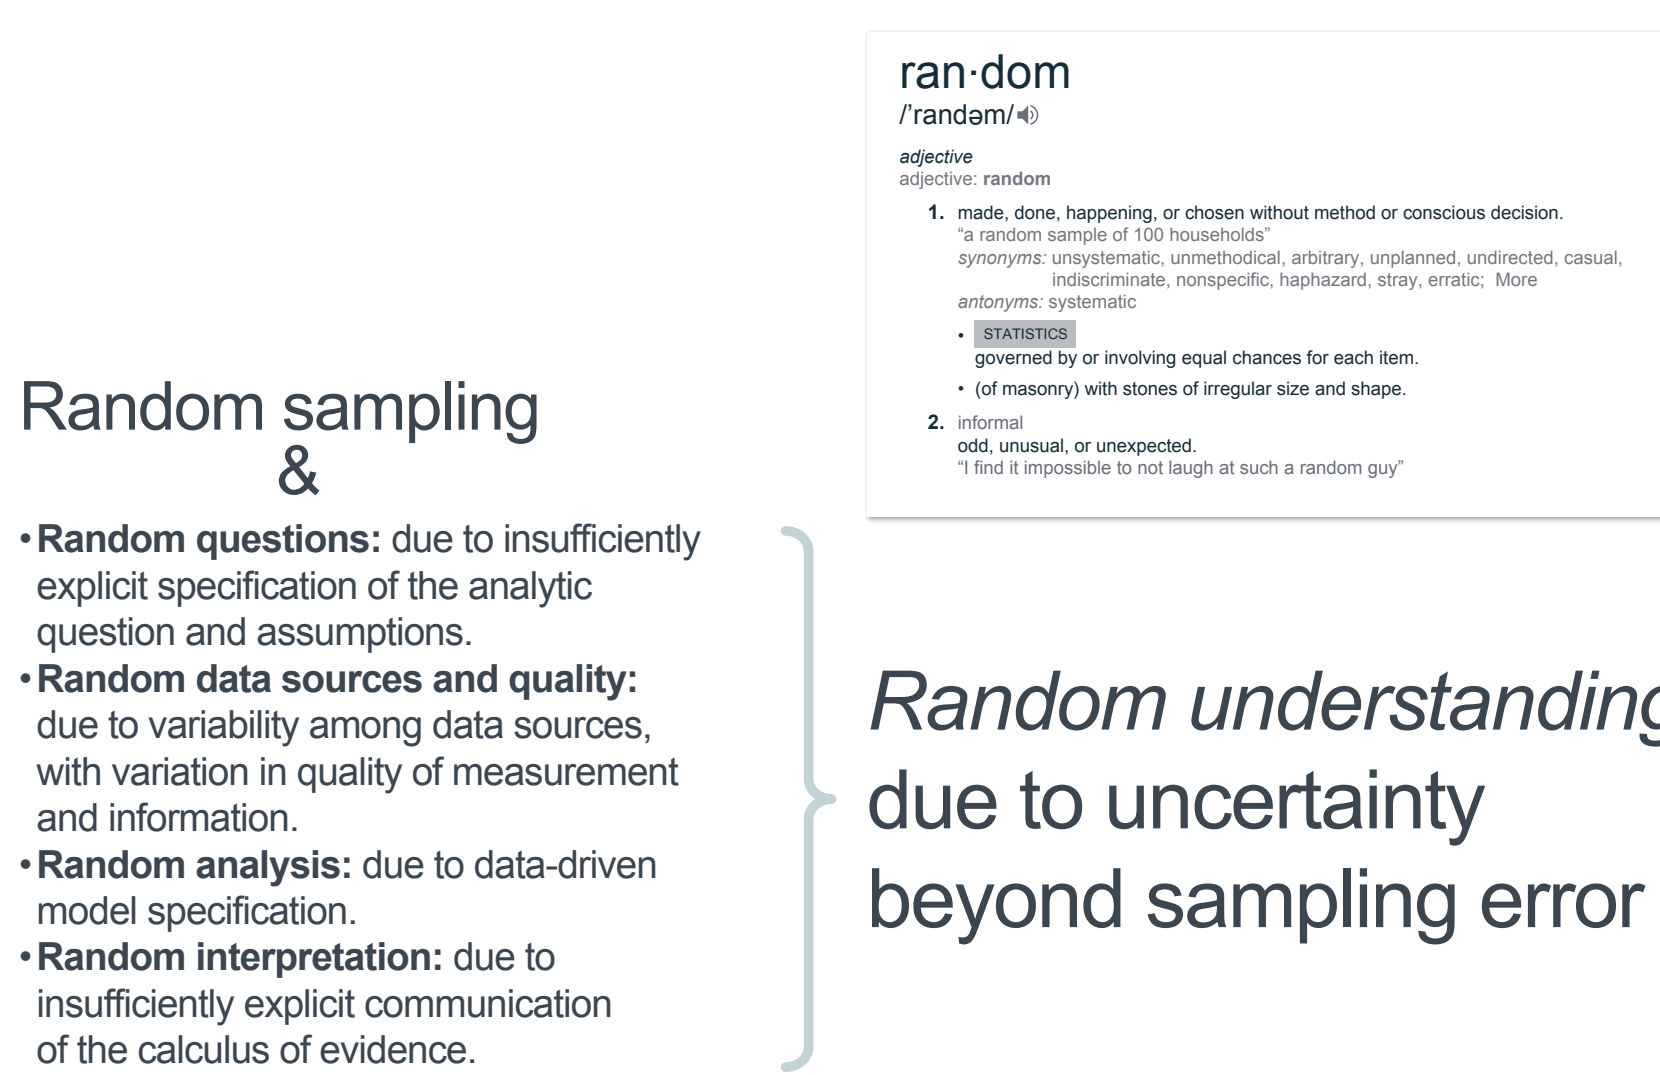 ran·dom
/ˈrandəm/
adjective
adjective: random
1. made, done, happening, or chosen without method or conscious decision.
“a random sample of 100 households”
synonyms: unsystematic, unmethodical, arbitrary, unplanned, undirected, casual,
indiscriminate, nonspecific, haphazard, stray, erratic; More
antonyms: systematic
• STATISTICS
governed by or involving equal chances for each item.
• (of masonry) with stones of irregular size and shape.
2. informal
odd, unusual, or unexpected.
“I find it impossible to not laugh at such a random guy”
Random sampling
&
• Random questions: due to insufficiently
explicit specification of the analytic
question and assumptions.
• Random data sources and quality:
due to variability among data sources,
with variation in quality of measurement
and information.
• Random analysis: due to data-driven
model specification.
• Random interpretation: due to
insufficiently explicit communication
of the calculus of evidence.
Random understanding
due to uncertainty
beyond sampling error